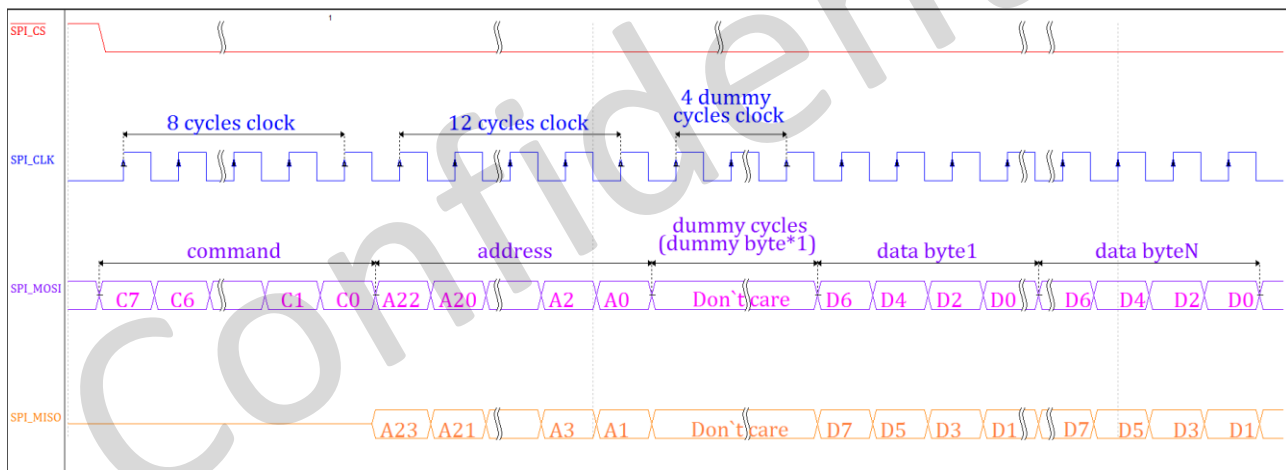 SPI_CS
1
4 dummy
cycles clock
8 cycles clock
12 cycles clock
SPI_CLK
dummy cycles
(dummy byte*1)
command
address
data byte1
data byteN
SPI_MOSI
C7 C6 C1 C0 A22 A20 A2 A0 Don`t care D6 D4 D2 D0 D6 D4 D2 D0
SPI_MISO
A23 A21 A3 A1 Don`t care D7 D5 D3 D1 D7 D5 D3 D1
Confiden